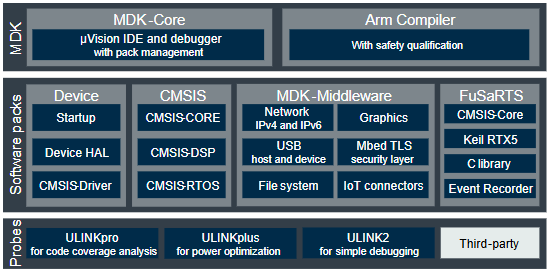 MDK
MDK-Core
µVision IDE and debugger
with pack management
Arm Compiler
With safety qualification
Software packs
Device
Startup
Device HAL
CMSIS-Driver
CMSIS
CMSIS-CORE
CMSIS-DSP
CMSIS-RTOS
MDK-Middleware
Network
IPv4 and IPv6
Graphics
USB
host and device
Mbed TLS
security layer
File system
IoT connectors
FuSaRTS
CMSIS-Core
Keil RTX5
C library
Event Recorder
Probes
ULINKpro
for code coverage analysis
ULINKplus
for power optimization
ULINK2
for simple debugging
Third-party